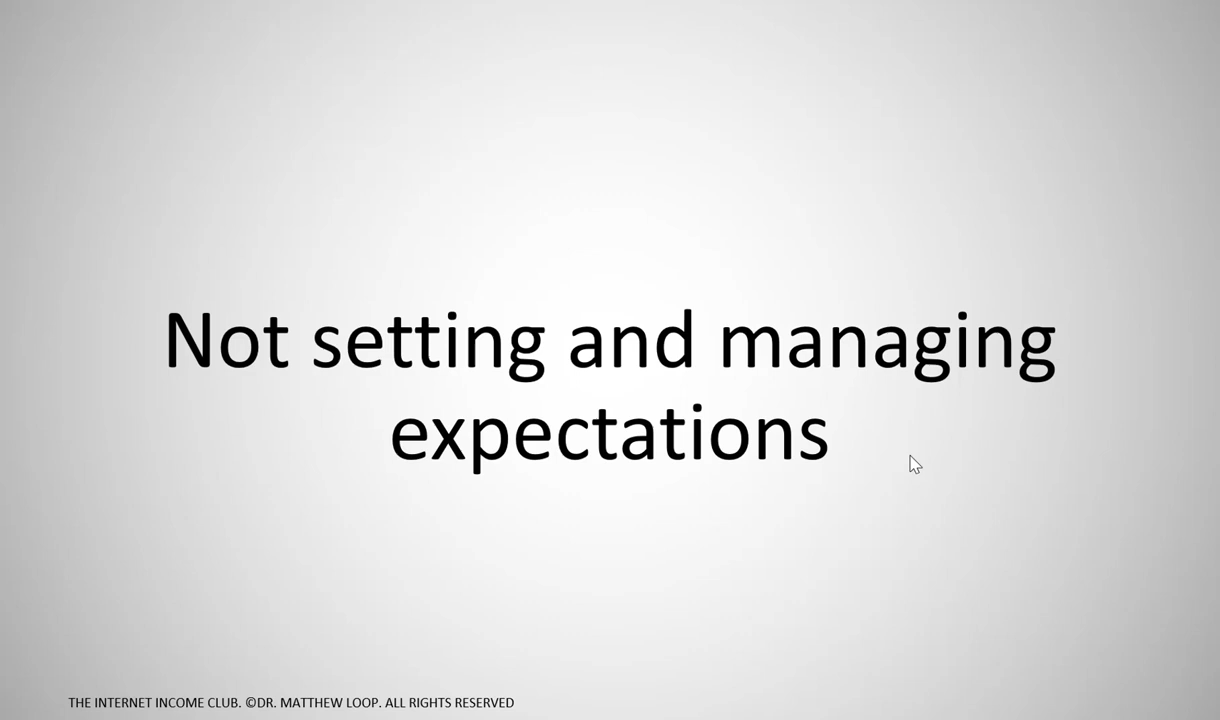 Not setting and managing
expectations
THE INTERNET INCOME CLUB. ©DR. MATTHEW LOOP. ALL RIGHTS RESERVED